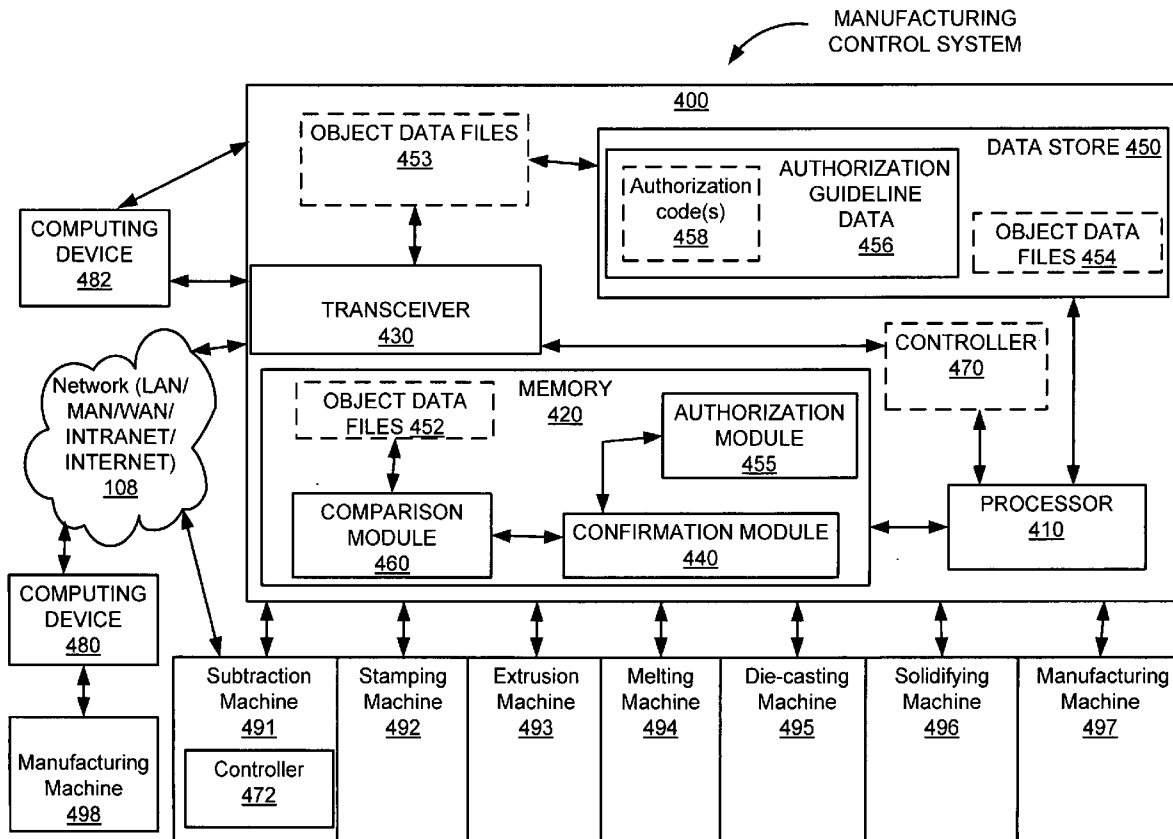 MANUFACTURING
CONTROL SYSTEM
400
OBJECT DATA FILES
453
DATA STORE 450
AUTHORIZATION
GUIDELINE
DATA
456
Authorization
code(s)
458
OBJECT DATA
FILES 454
COMPUTING
DEVICE
482
TRANSCEIVER
430
CONTROLLER
470
Network (LAN/
MAN/WAN/
INTRANET/
INTERNET)
108
MEMORY
420
OBJECT DATA
FILES 452
AUTHORIZATION
MODULE
455
COMPARISON
MODULE
460
CONFIRMATION MODULE
440
PROCESSOR
410
COMPUTING
DEVICE
480
Manufacturing
Machine
498
Subtraction
Machine
491
Controller
472
Stamping
Machine
492
Extrusion
Machine
493
Melting
Machine
494
Die-casting
Machine
495
Solidifying
Machine
496
Manufacturing
Machine
497